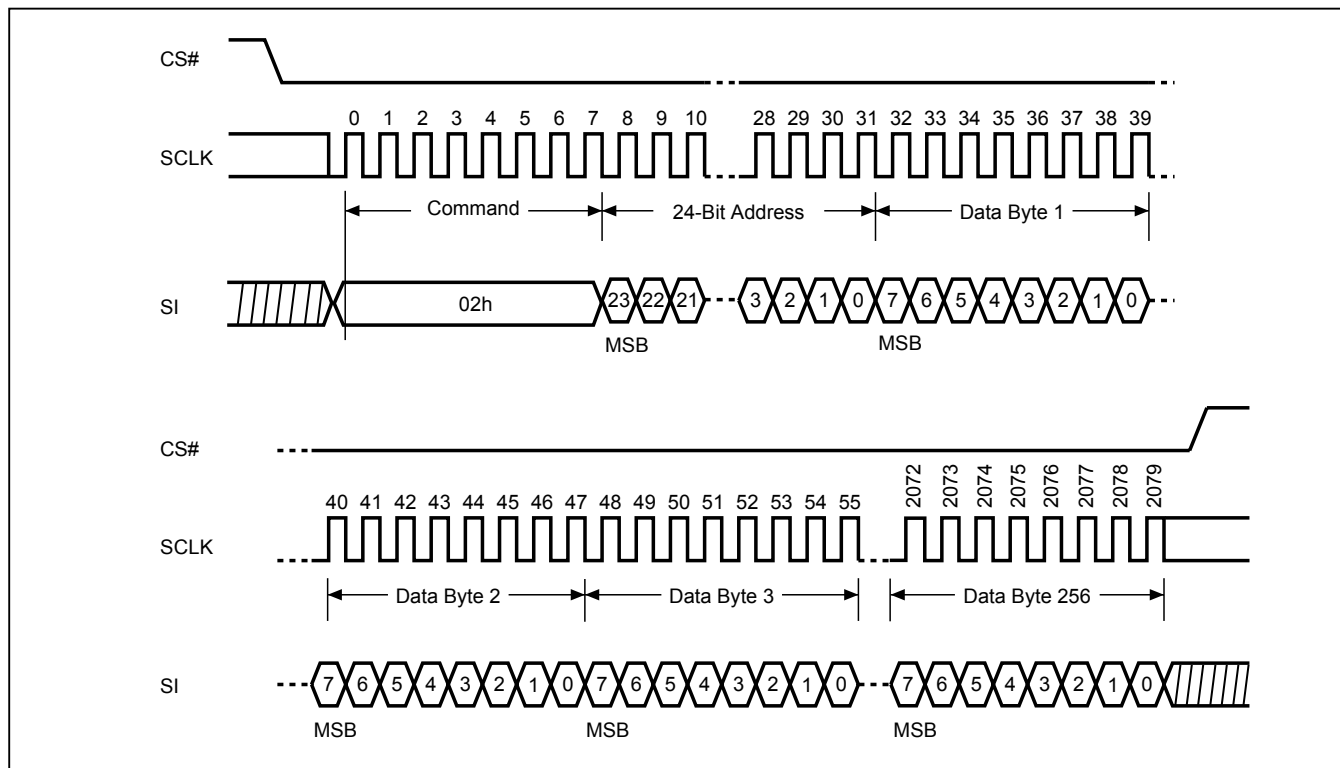 CS#
0 1 2 3 4 5 6 7 8 9 10 28 29 30 31 32 33 34 35 36 37 38 39
SCLK
Command 24-Bit Address Data Byte 1
SI 02h 23 22 21 3 2 1 0 7 6 5 4 3 2 1 0
MSB MSB
CS#
40 41 42 43 44 45 46 47 48 49 50 51 52 53 54 55 2072 2073 2074 2075 2076 2077 2078 2079
SCLK
Data Byte 2 Data Byte 3 Data Byte 256
SI 7 6 5 4 3 2 1 0 7 6 5 4 3 2 1 0 7 6 5 4 3 2 1 0
MSB MSB MSB